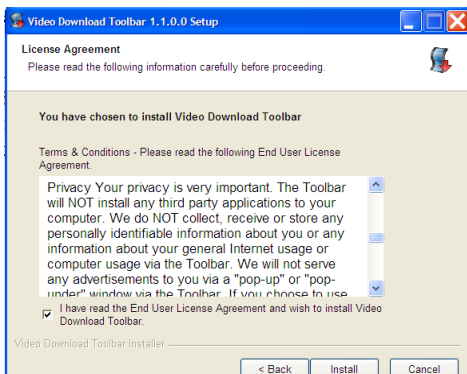 Video Download Toolbar 1.1.0.0 Setup
License Agreement
Please read the following information carefully before proceeding.
You have chosen to install Video Download Toolbar
Terms & Conditions - Please read the following End User License
Agreement.
Privacy Your privacy is very important. The Toolbar
will NOT install any third party applications to your
computer. We do NOT collect, receive or store any
personally identifiable information about you or any
information about your general Internet usage or
computer usage via the Toolbar. We will not serve
any advertisements to you via a "pop-up" or "pop-
under" window via the Toolbar. If you choose to use
I have read the End User License Agreement and wish to install Video
Download Toolbar.
Video Download Toolbar Installer
< Back
Install
Cancel